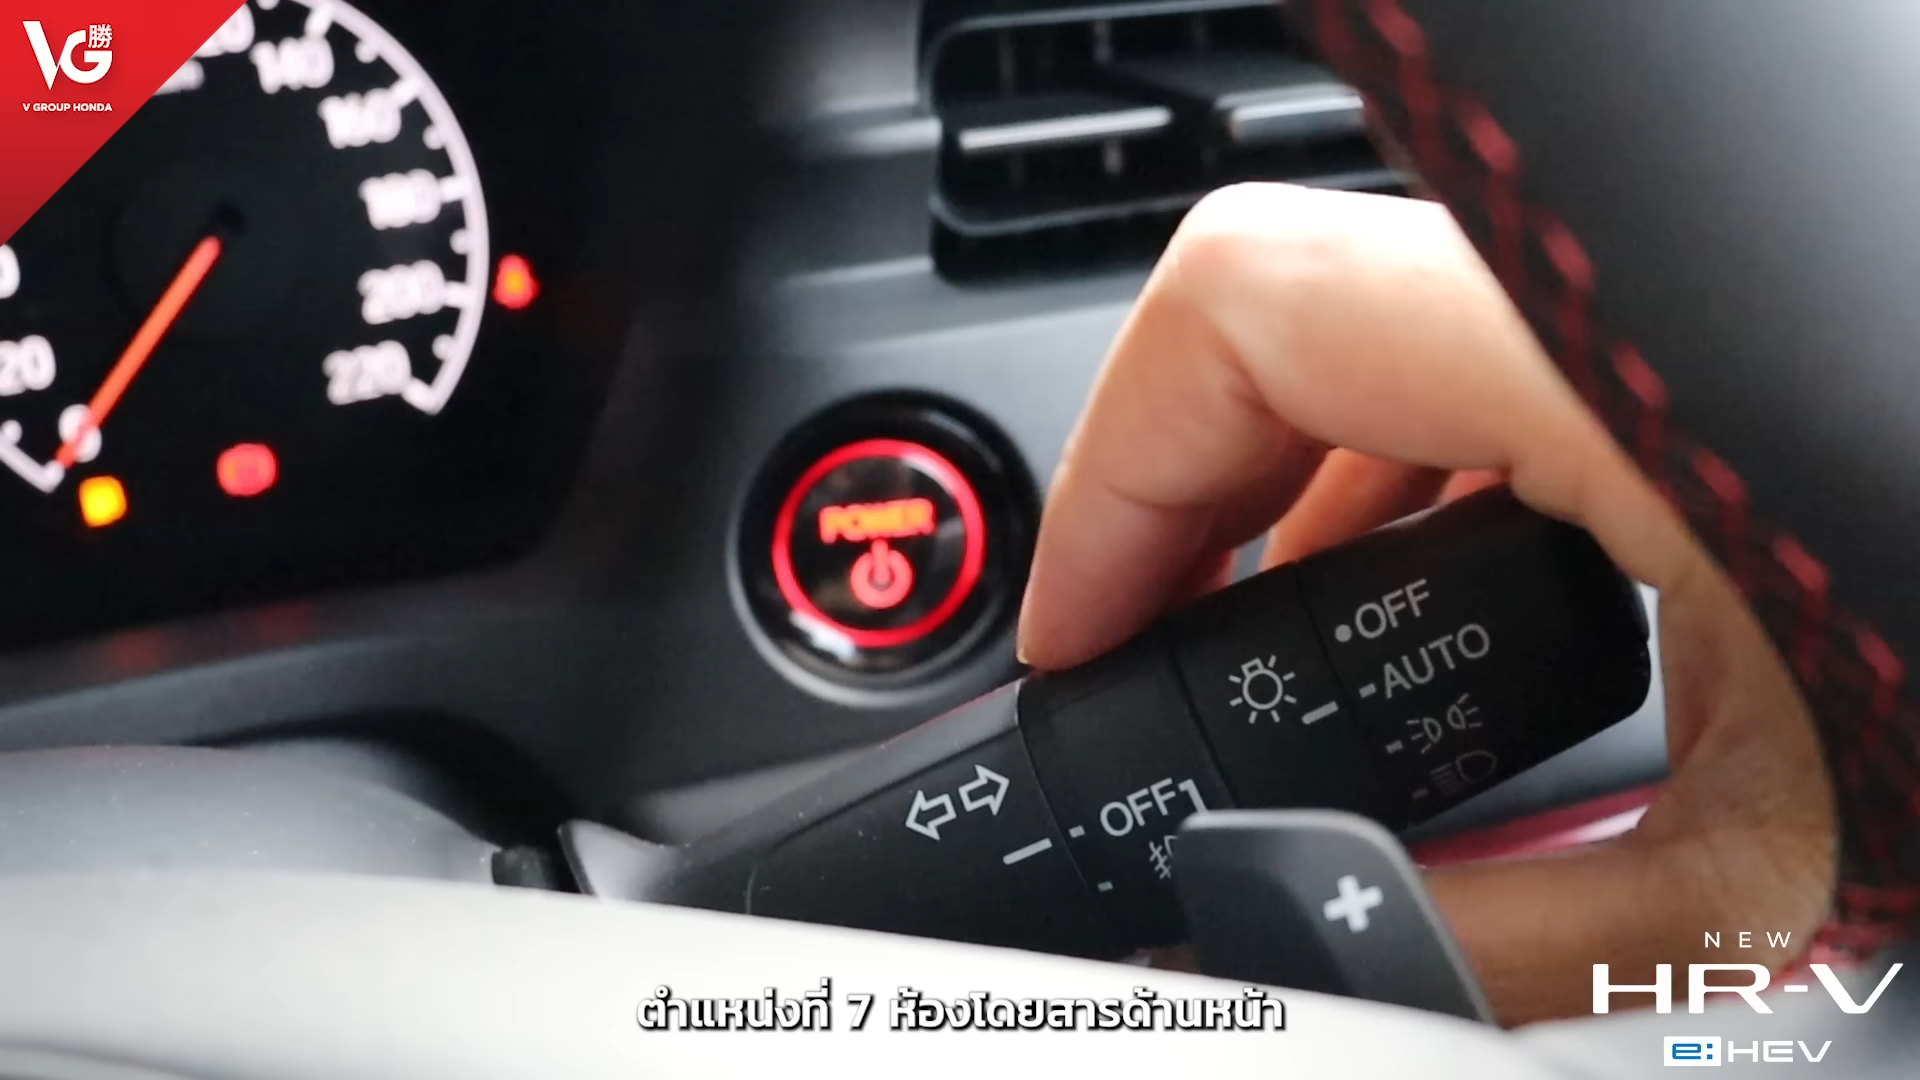 勝
VG
V GROUP HONDA
20
140
160
180
200
220
20
0
POWER
OFF
AUTO
OFF
+
ตำแหน่งที่ 7 ห้องโดยสารด้านหน้า
NEW
HR-V
e:HEV